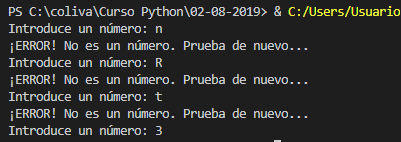 PS C:\coliva\Curso Python\02-08-2019> & C:/Users/Usuario
Introduce un número: n
¡ERROR! No es un número. Prueba de nuevo...
Introduce un número: R
¡ERROR! No es un número. Prueba de nuevo...
Introduce un número: t
¡ERROR! No es un número. Prueba de nuevo...
Introduce un número: 3